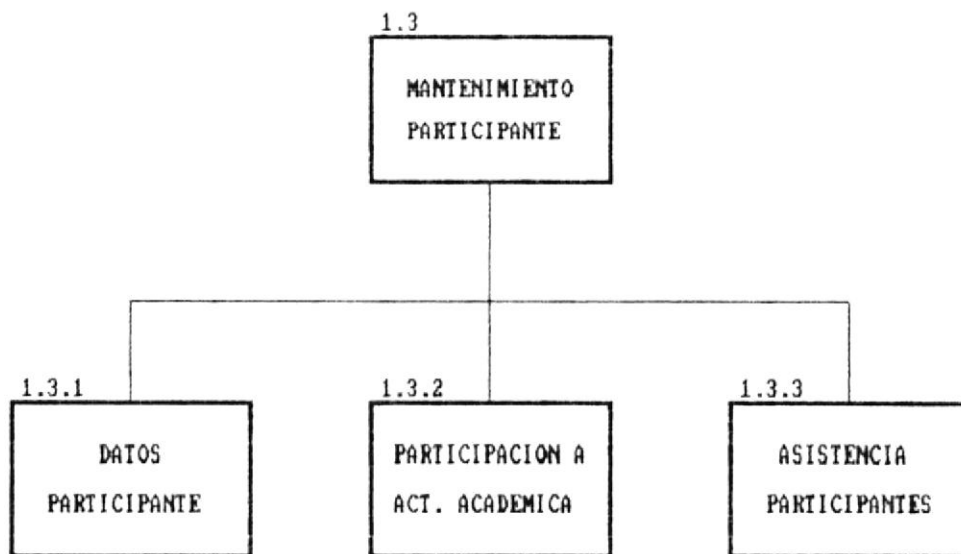 1.3
MANTENIMIENTO
PARTICIPANTE
1.3.1
DATOS
PARTICIPANTE
1.3.2
PARTICIPACION A
ACT. ACADEMICA
1.3.3
ASISTENCIA
PARTICIPANTES